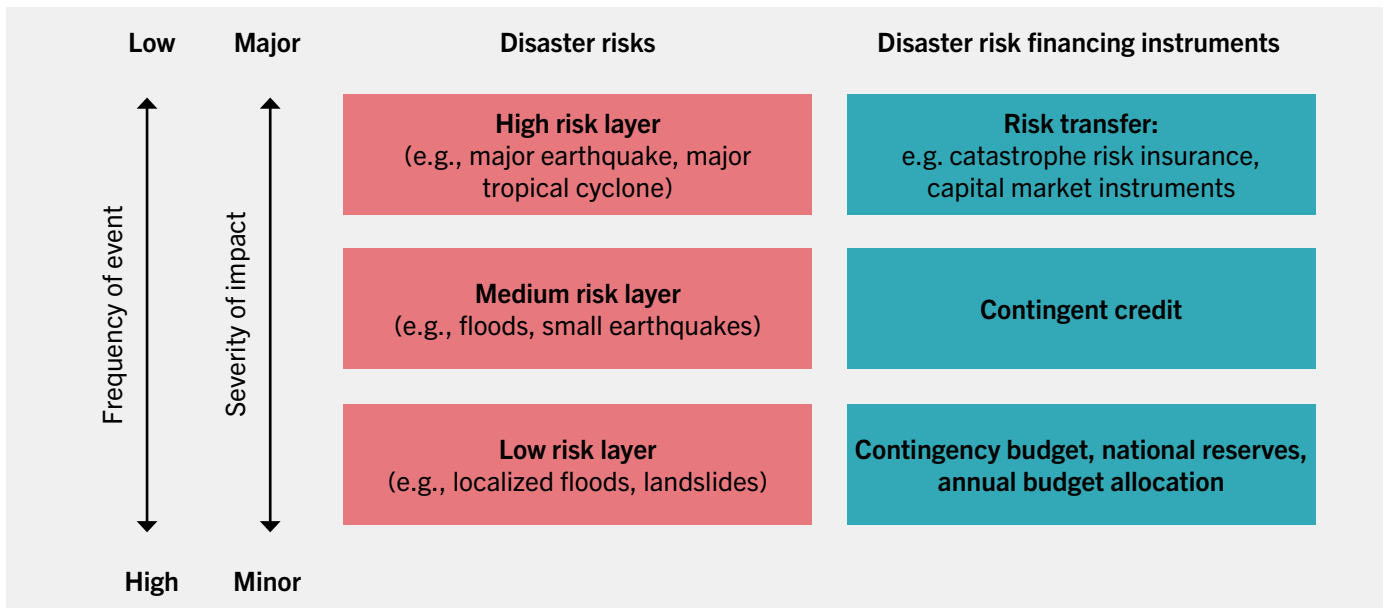 Low
Major
Disaster risks
Disaster risk financing instruments
Frequency of event
Severity of impact
High risk layer
(e.g., major earthquake, major
tropical cyclone)
Risk transfer:
e.g. catastrophe risk insurance,
capital market instruments
Medium risk layer
(e.g., floods, small earthquakes)
Contingent credit
Low risk layer
(e.g., localized floods, landslides)
Contingency budget, national reserves,
annual budget allocation
High
Minor